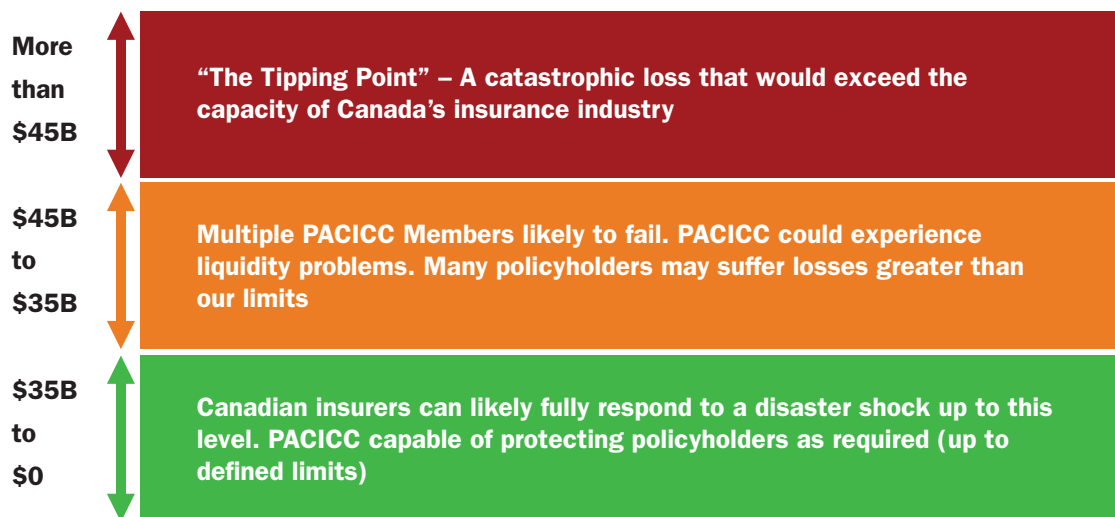 More
than
$45B
“The Tipping Point” – A catastrophic loss that would exceed the
capacity of Canada’s insurance industry
$45B
to
$35B
Multiple PACICC Members likely to fail. PACICC could experience
liquidity problems. Many policyholders may suffer losses greater than
our limits
$35B
to
$0
Canadian insurers can likely fully respond to a disaster shock up to this
level. PACICC capable of protecting policyholders as required (up to
defined limits)